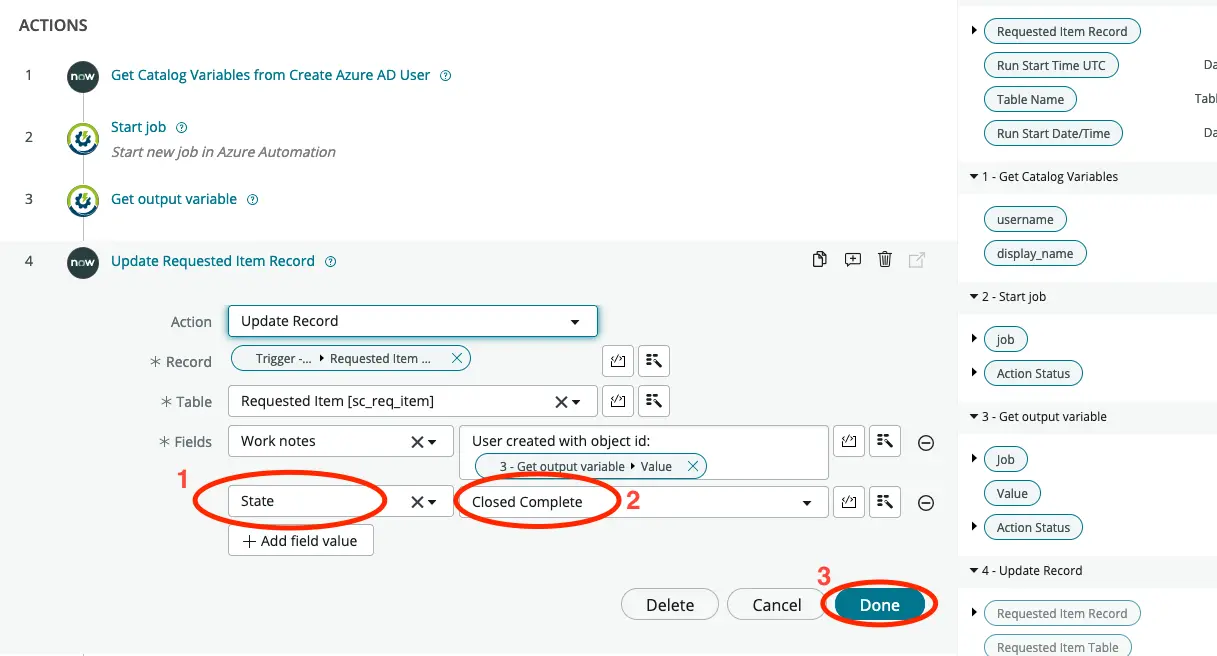 ACTIONS
1 now Get Catalog Variables from Create Azure AD User ?
2 Start job ?
Start new job in Azure Automation
3 Get output variable ?
4 now Update Requested Item Record ?
Action Update Record
* Record Trigger -... Requested Item ...
* Table Requested Item [sc_req_item]
* Fields Work notes User created with object id:
3 - Get output variable Value
1 State Closed Complete 2
+ Add field value
3
Delete Cancel Done
Requested Item Record
Run Start Time UTC Da
Table Name Tabl
Run Start Date/Time Da
1 - Get Catalog Variables
username
display_name
2 - Start job
job
Action Status
3 - Get output variable
Job
Value
Action Status
4 - Update Record
Requested Item Record
Requested Item Table